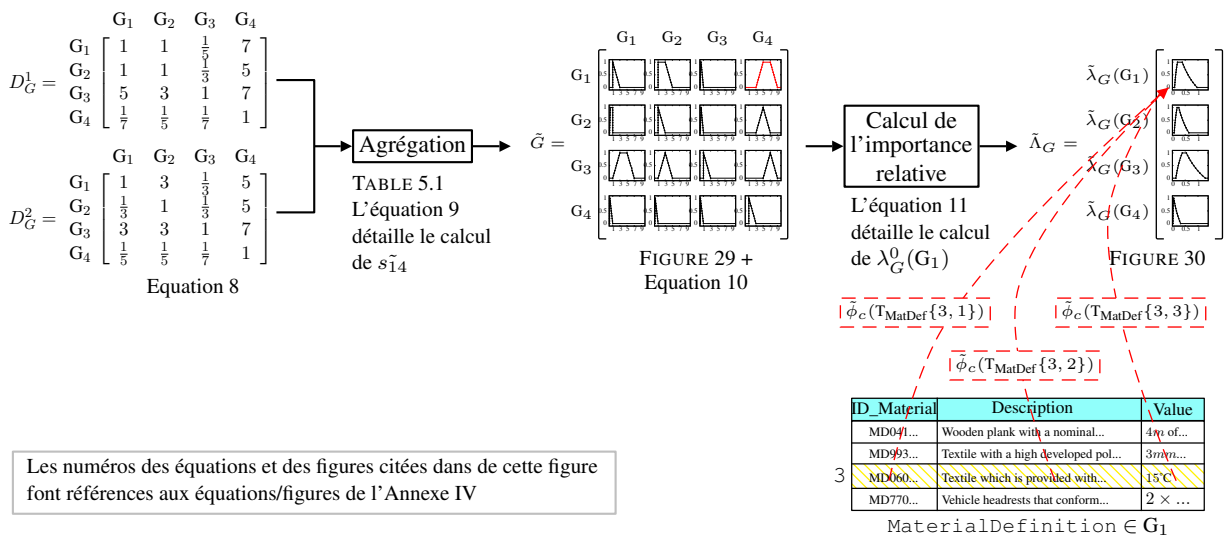 G1 G2 G3 G4
D_G^1 =
G1 1 1 1/5 7
G2 1 1 1/3 5
G3 5 3 1 7
G4 1/7 1/5 1/7 1
G1 G2 G3 G4
D_G^2 =
G1 1 3 1/3 5
G2 1/3 1 1/3 5
G3 3 3 1 7
G4 1/5 1/5 1/7 1
Equation 8
Agrégation
TABLE 5.1
L'équation 9
détaille le calcul
de s̃14
G̃ =
G1 G2 G3 G4
G1
G2
G3
G4
FIGURE 29 +
Equation 10
Calcul de
l'importance
relative
L'équation 11
détaille le calcul
de λ_G^0(G1)
Λ̃_G =
λ̃_G(G1)
λ̃_G(G2)
λ̃_G(G3)
λ̃_G(G4)
FIGURE 30
φ̃_c(T_MatDef{3, 1})
φ̃_c(T_MatDef{3, 3})
φ̃_c(T_MatDef{3, 2})
ID_Material Description Value
MD041... Wooden plank with a nominal... 4m of...
MD993... Textile with a high developed pol... 3mm...
3 MD060... Textile which is provided with... 15°C
MD770... Vehicle headrests that conform... 2 × ...
MaterialDefinition ∈ G1
Les numéros des équations et des figures citées dans de cette figure
font références aux équations/figures de l'Annexe IV